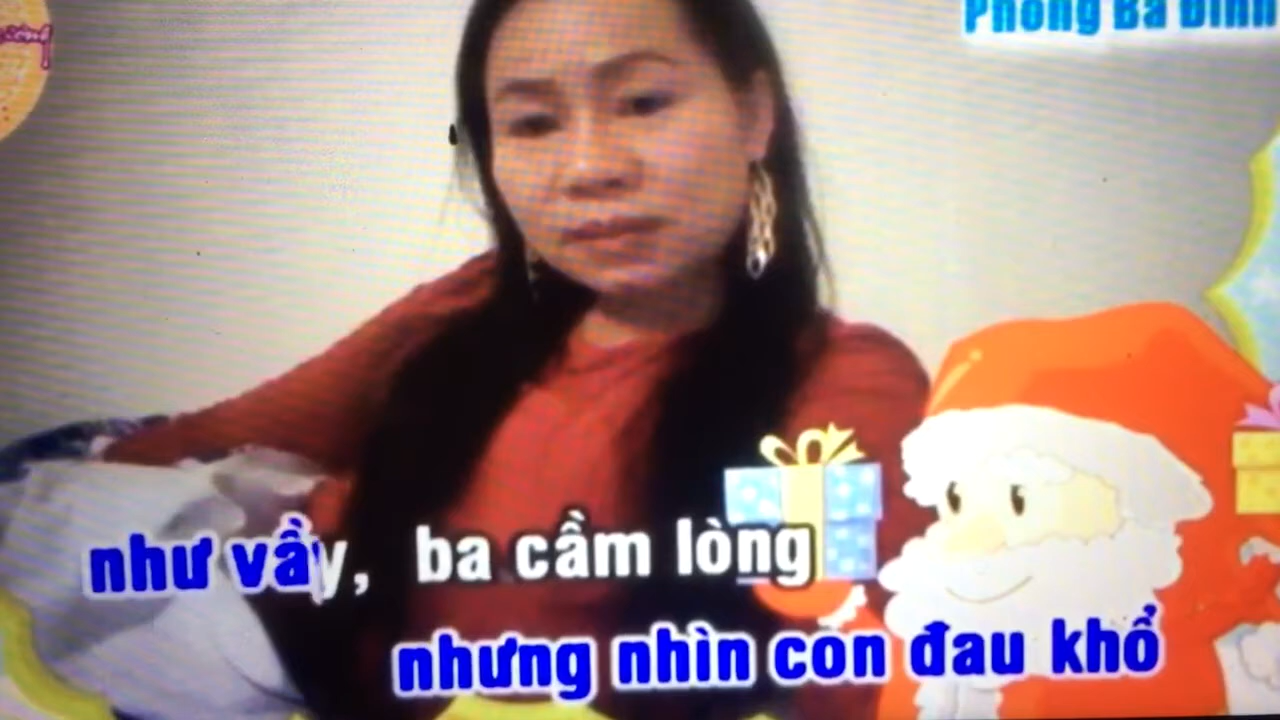 Phong Ba Đình
như vầy, ba cầm lòng
nhưng nhìn con đau khổ